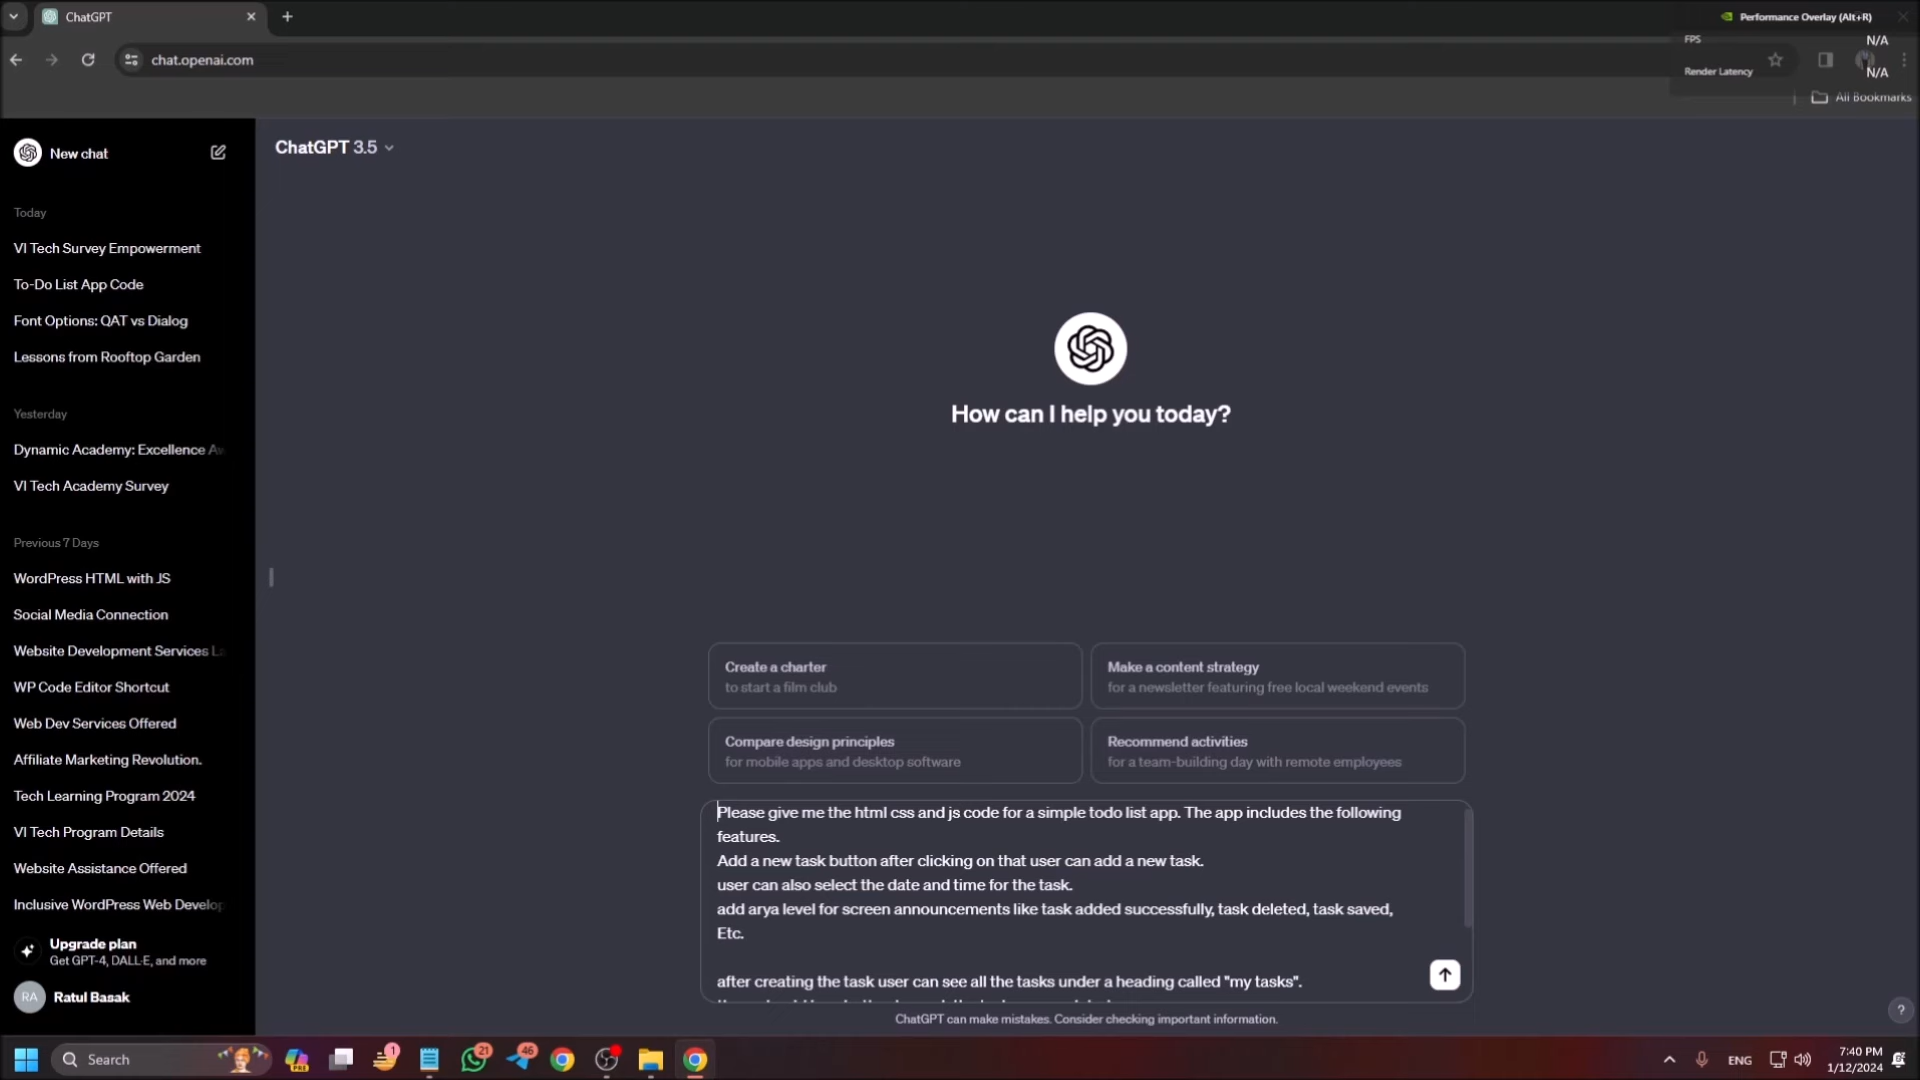 ChatGPT
Performance Overlay (Alt+R)
FPS
N/A
chat.openai.com
Render Latency
N/A
All Bookmarks
New chat
ChatGPT 3.5
Today
VI Tech Survey Empowerment
To-Do List App Code
Font Options: QAT vs Dialog
Lessons from Rooftop Garden
Yesterday
Dynamic Academy: Excellence
VI Tech Academy Survey
Previous 7 Days
WordPress HTML with JS
Social Media Connection
Website Development Services
WP Code Editor Shortcut
Web Dev Services Offered
Affiliate Marketing Revolution.
Tech Learning Program 2024
VI Tech Program Details
Website Assistance Offered
Inclusive WordPress Web Develop
Upgrade plan
Get GPT-4, DALL·E, and more
RA
Ratul Basak
How can I help you today?
Create a charter
to start a film club
Make a content strategy
for a newsletter featuring free local weekend events
Compare design principles
for mobile apps and desktop software
Recommend activities
for a team-building day with remote employees
Please give me the html css and js code for a simple todo list app. The app includes the following
features.
Add a new task button after clicking on that user can add a new task.
user can also select the date and time for the task.
add arya level for screen announcements like task added successfully, task deleted, task saved,
Etc.
after creating the task user can see all the tasks under a heading called "my tasks".
ChatGPT can make mistakes. Consider checking important information.
?
Search
PRE
1
21
46
ENG
7:40 PM
1/12/2024